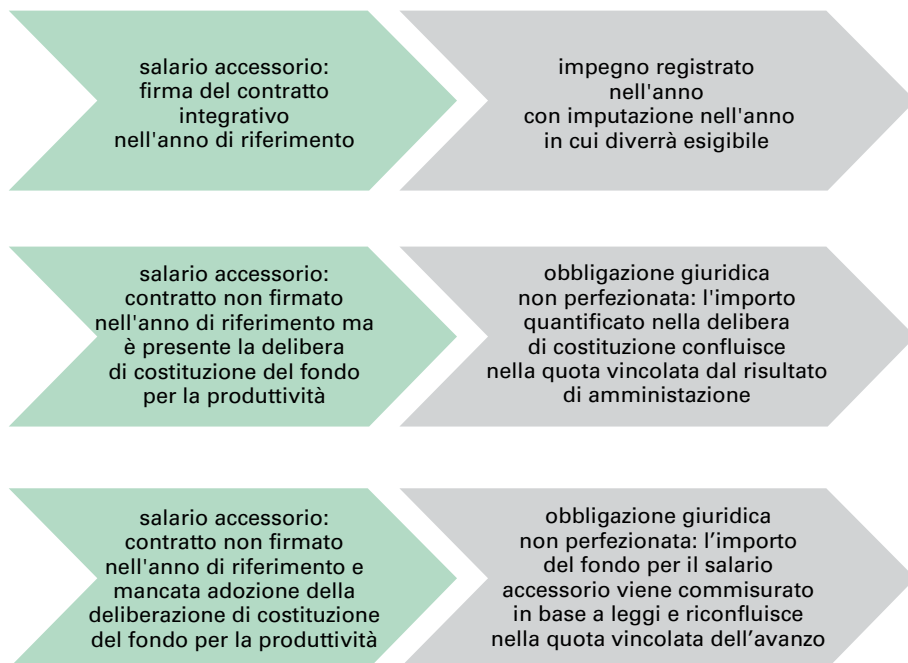 salario accessorio:
firma del contratto
integrativo
nell'anno di riferimento
impegno registrato
nell'anno
con imputazione nell'anno
in cui diverrà esigibile
salario accessorio:
contratto non firmato
nell'anno di riferimento ma
è presente la delibera
di costituzione del fondo
per la produttività
obbligazione giuridica
non perfezionata: l'importo
quantificato nella delibera
di costituzione confluisce
nella quota vincolata dal risultato
di amministazione
salario accessorio:
contratto non firmato
nell'anno di riferimento e
mancata adozione della
deliberazione di costituzione
del fondo per la produttività
obbligazione giuridica
non perfezionata: l’importo
del fondo per il salario
accessorio viene commisurato
in base a leggi e riconfluisce
nella quota vincolata dell’avanzo